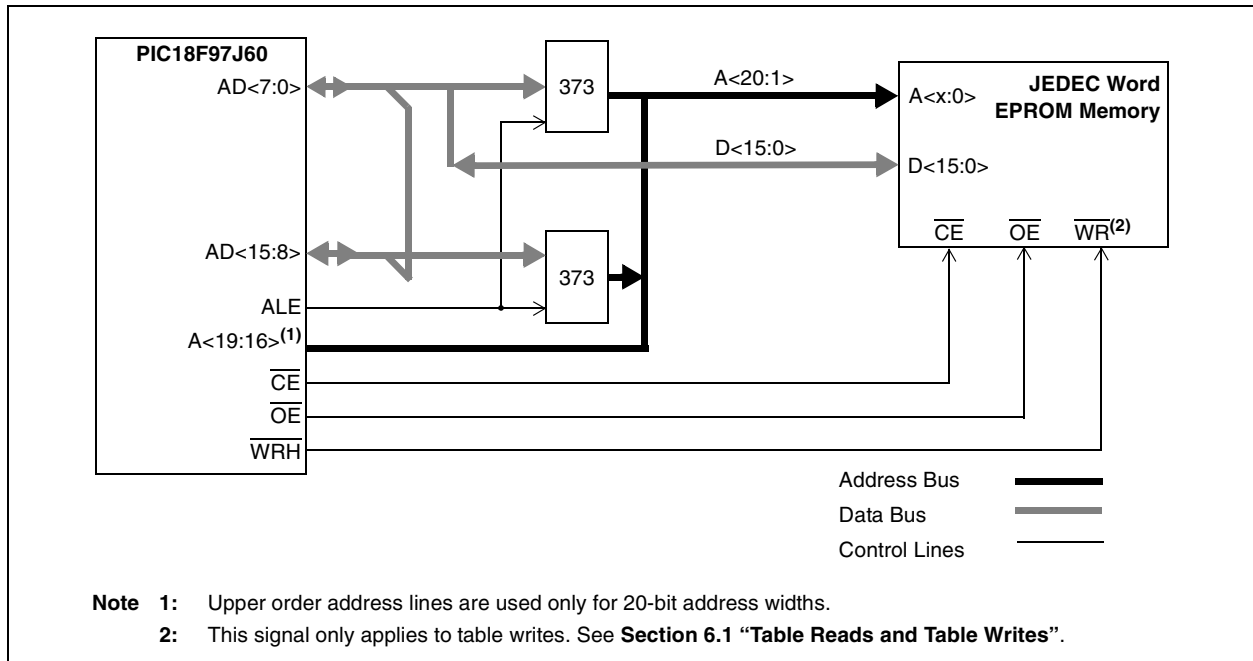 PIC18F97J60
AD<7:0>
373
A<20:1>
A<x:0>
JEDEC Word
EPROM Memory
D<15:0>
D<15:0>
CE
OE
WR(2)
AD<15:8>
373
ALE
A<19:16>(1)
CE
OE
WRH
Address Bus
Data Bus
Control Lines
Note 1: Upper order address lines are used only for 20-bit address widths.
2: This signal only applies to table writes. See Section 6.1 “Table Reads and Table Writes”.